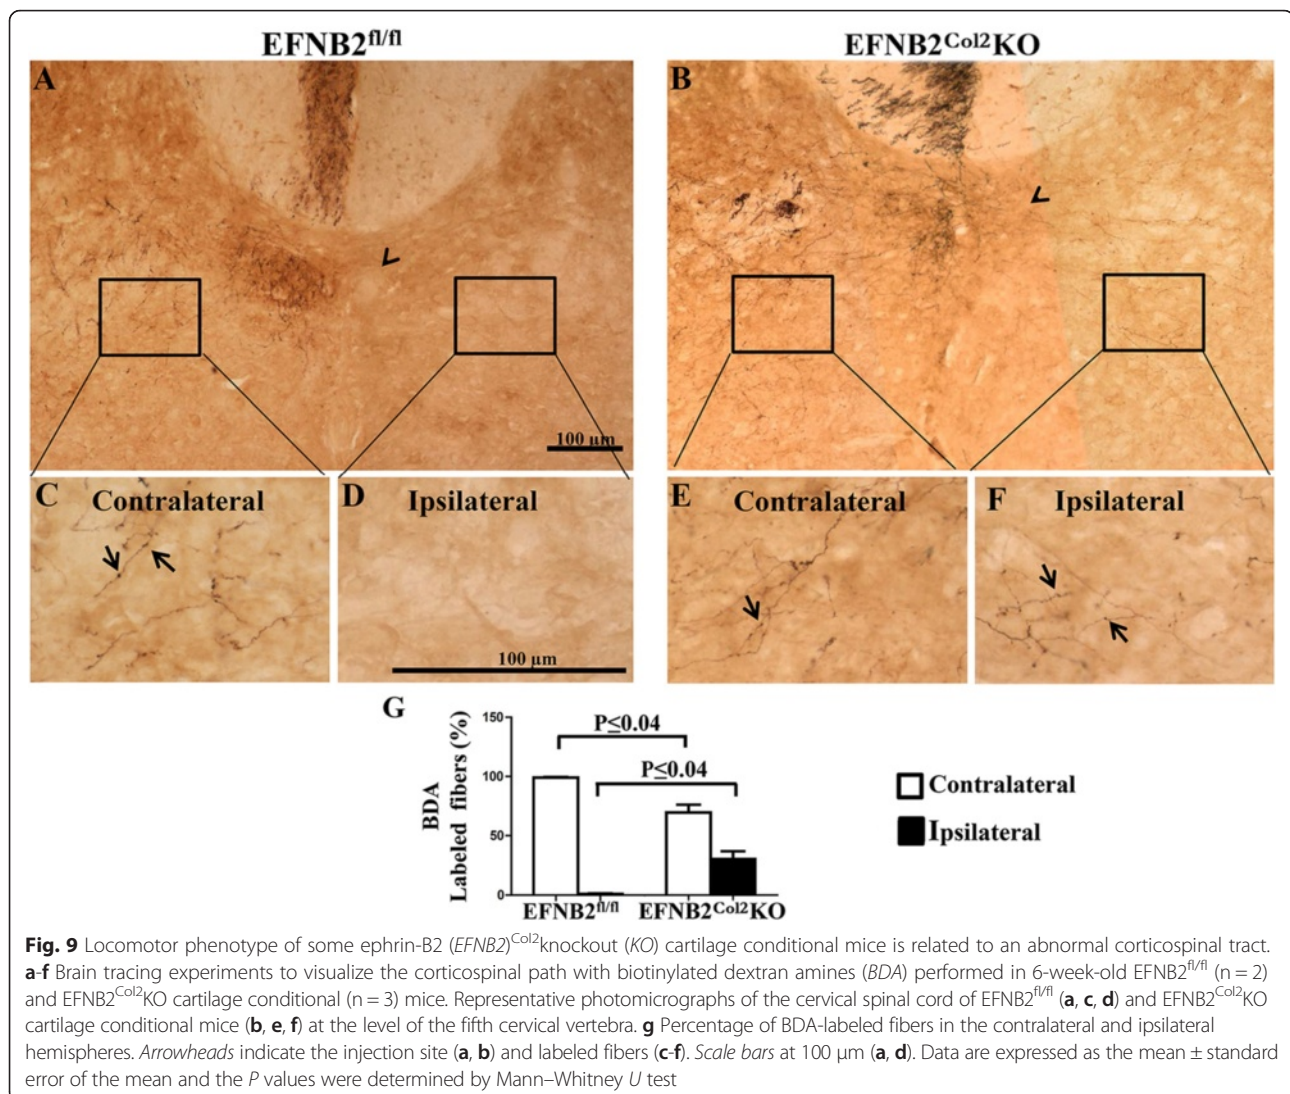 EFNB2fl/fl
EFNB2Col2KO
A
B
100 µm
C Contralateral
D Ipsilateral
E Contralateral
F Ipsilateral
100 µm
G
BDA
Labeled fibers (%)
150
100
50
0
P≤0.04
P≤0.04
EFNB2fl/fl
EFNB2Col2KO
Contralateral
Ipsilateral
Fig. 9 Locomotor phenotype of some ephrin-B2 (EFNB2)Col2knockout (KO) cartilage conditional mice is related to an abnormal corticospinal tract.
a-f Brain tracing experiments to visualize the corticospinal path with biotinylated dextran amines (BDA) performed in 6-week-old EFNB2fl/fl (n = 2)
and EFNB2Col2KO cartilage conditional (n = 3) mice. Representative photomicrographs of the cervical spinal cord of EFNB2fl/fl (a, c, d) and EFNB2Col2KO
cartilage conditional mice (b, e, f) at the level of the fifth cervical vertebra. g Percentage of BDA-labeled fibers in the contralateral and ipsilateral
hemispheres. Arrowheads indicate the injection site (a, b) and labeled fibers (c-f). Scale bars at 100 µm (a, d). Data are expressed as the mean ± standard
error of the mean and the P values were determined by Mann–Whitney U test